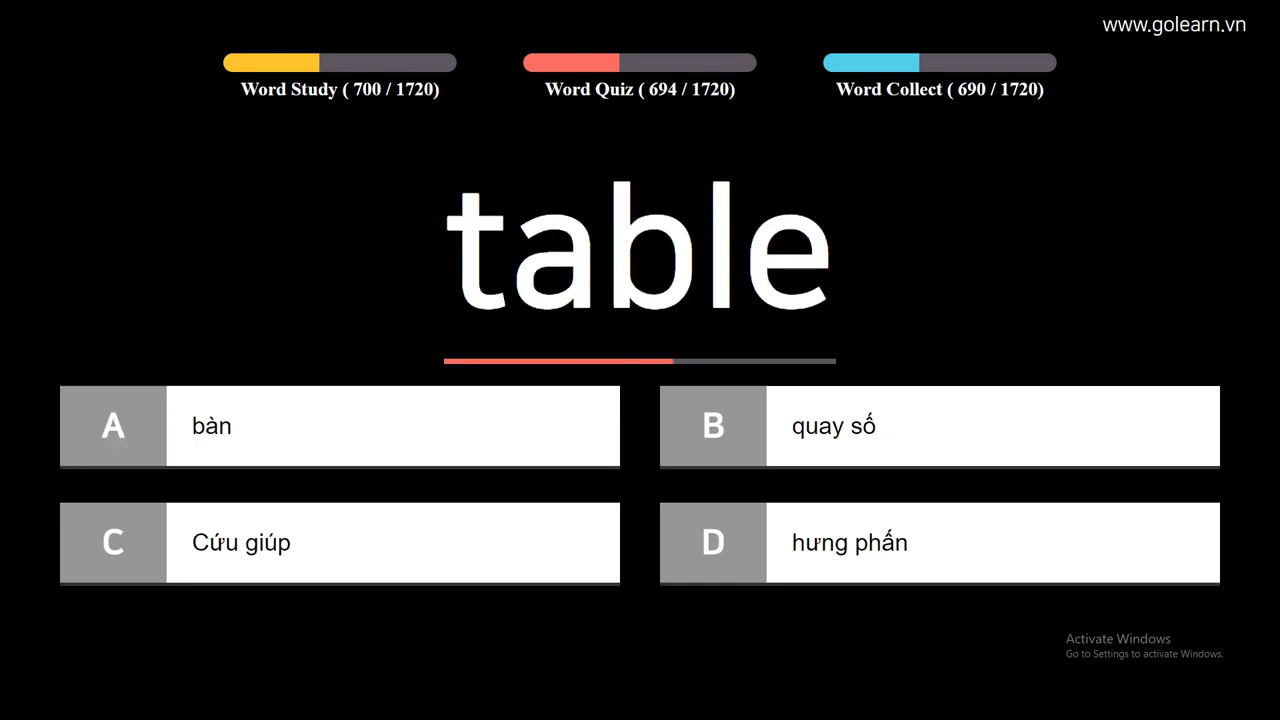 www.golearn.vn
Word Study ( 700 / 1720)
Word Quiz ( 694 / 1720)
Word Collect ( 690 / 1720)
table
A bàn
B quay số
C Cứu giúp
D hưng phấn
Activate Windows
Go to Settings to activate Windows.